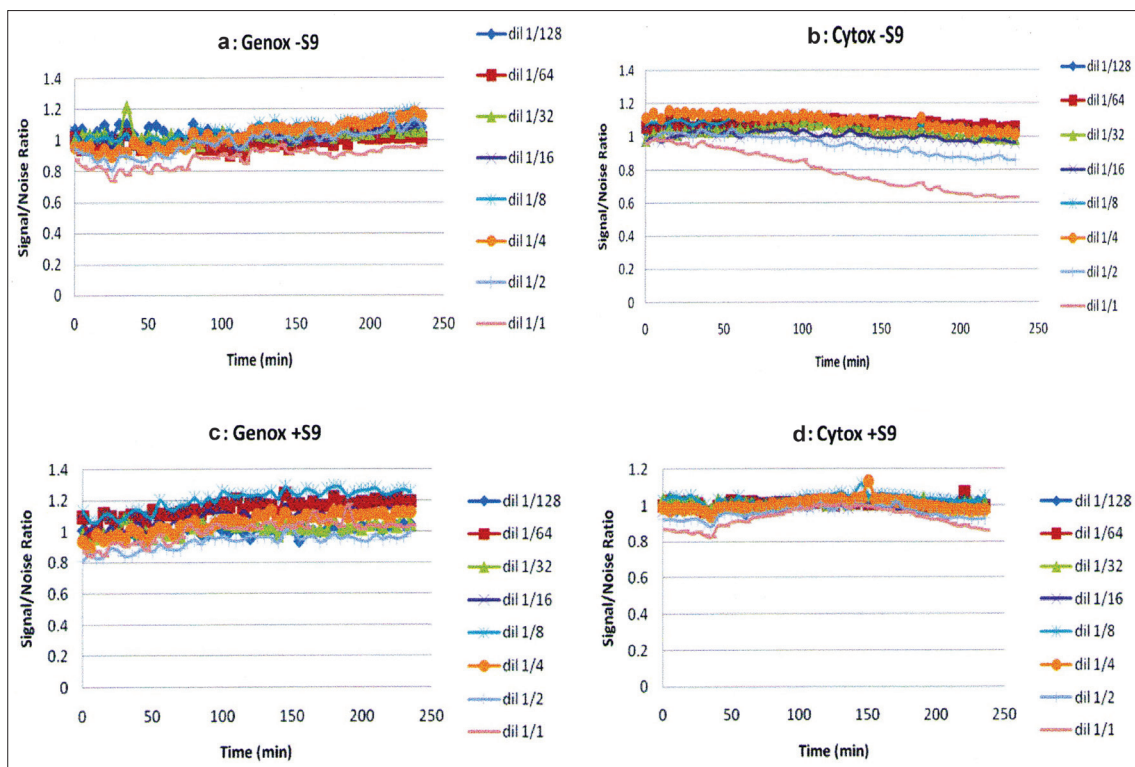 a: Genox -S9
Signal/Noise Ratio
1.4
1.2
1
0.8
0.6
0.4
0.2
0
0 50 100 150 200 250
Time (min)
dil 1/128
dil 1/64
dil 1/32
dil 1/16
dil 1/8
dil 1/4
dil 1/2
dil 1/1
b: Cytox -S9
Signal/Noise Ratio
1.4
1.2
1
0.8
0.6
0.4
0.2
0
0 50 100 150 200 250
Time (min)
dil 1/128
dil 1/64
dil 1/32
dil 1/16
dil 1/8
dil 1/4
dil 1/2
dil 1/1
c: Genox +S9
Signal/Noise Ratio
1.4
1.2
1
0.8
0.6
0.4
0.2
0
0 50 100 150 200 250
Time (min)
dil 1/128
dil 1/64
dil 1/32
dil 1/16
dil 1/8
dil 1/4
dil 1/2
dil 1/1
d: Cytox +S9
Signal/Noise Ratio
1.2
1
0.8
0.6
0.4
0.2
0
0 50 100 150 200 250
Time (min)
dil 1/128
dil 1/64
dil 1/32
dil 1/16
dil 1/8
dil 1/4
dil 1/2
dil 1/1